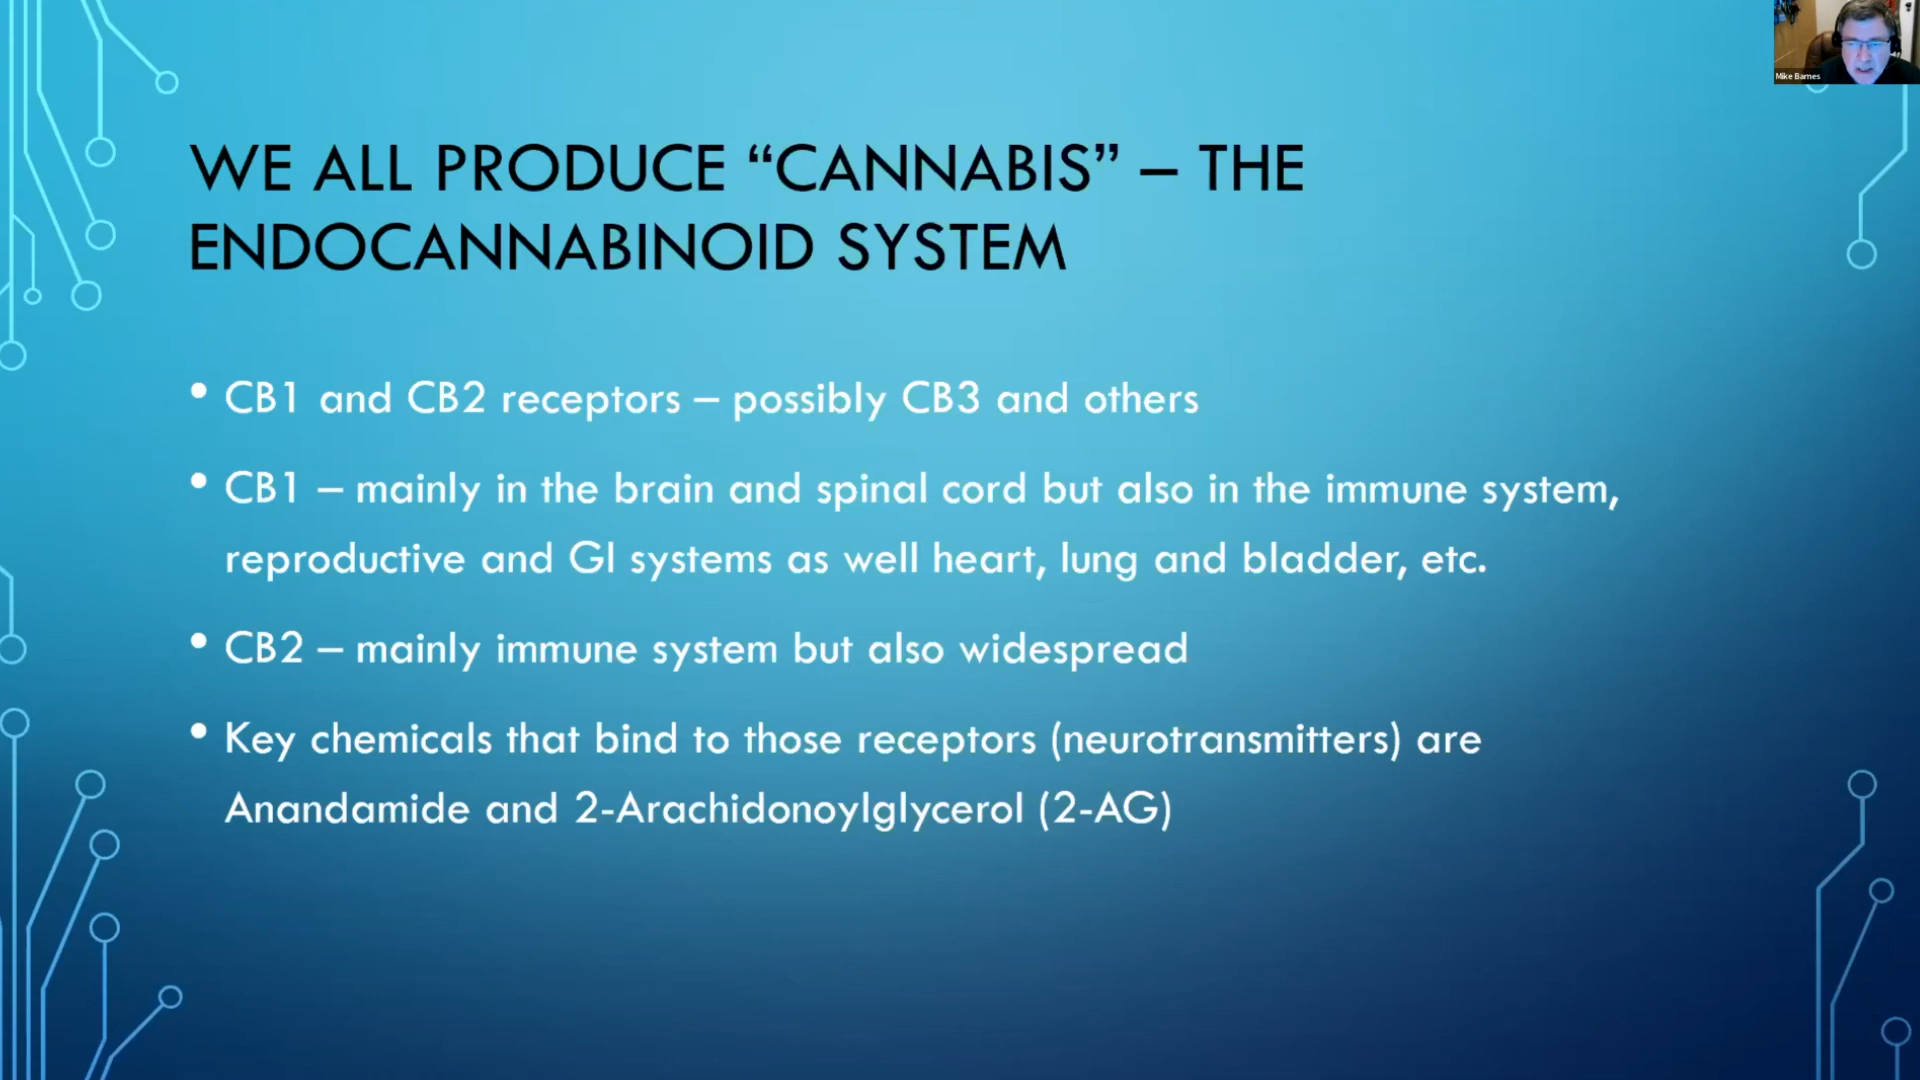 Mike Barnes
WE ALL PRODUCE “CANNABIS” – THE
ENDOCANNABINOID SYSTEM
• CB1 and CB2 receptors – possibly CB3 and others
• CB1 – mainly in the brain and spinal cord but also in the immune system,
reproductive and GI systems as well heart, lung and bladder, etc.
• CB2 – mainly immune system but also widespread
• Key chemicals that bind to those receptors (neurotransmitters) are
Anandamide and 2-Arachidonoylglycerol (2-AG)